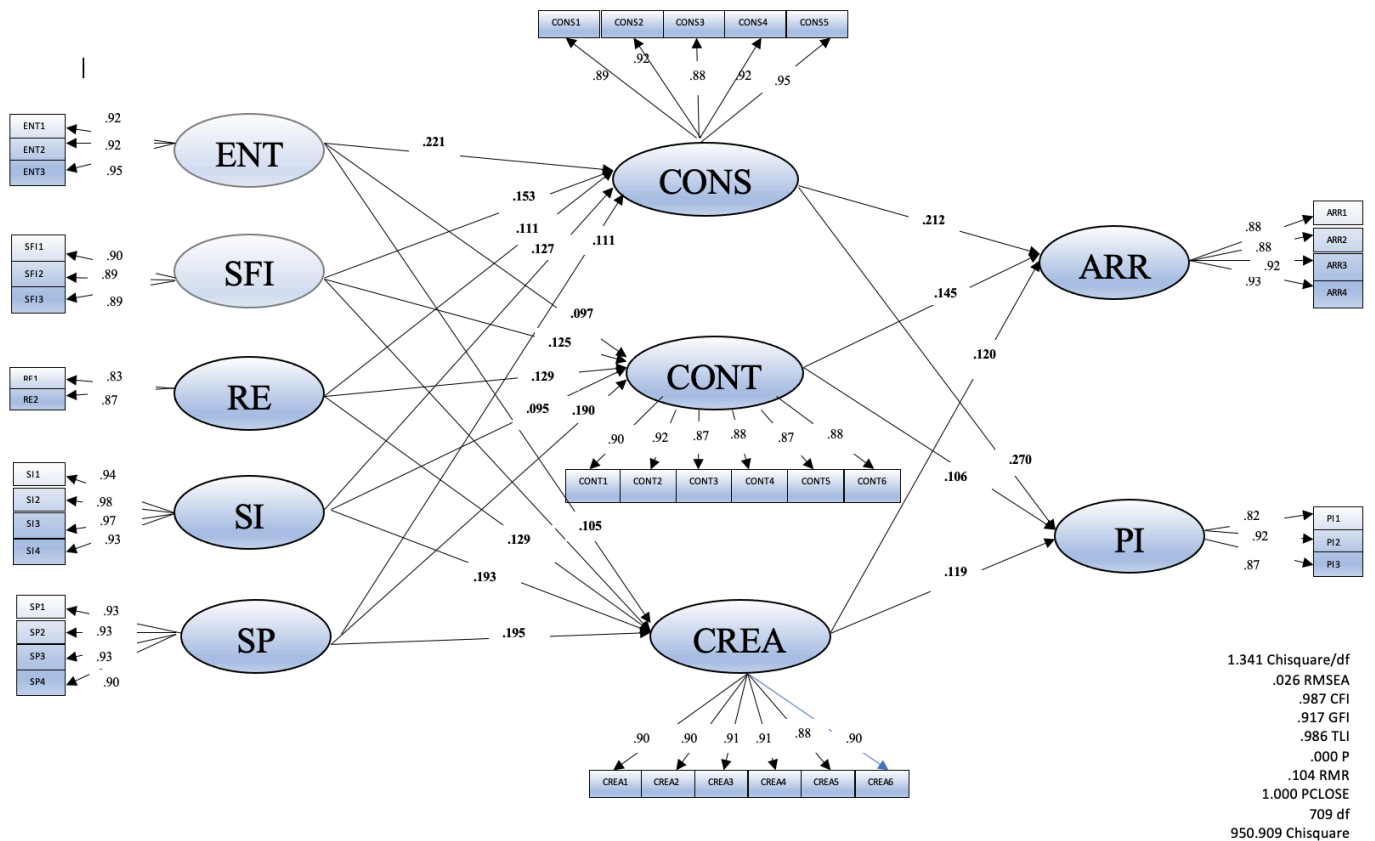 CONS1 CONS2 CONS3 CONS4 CONS5
.89 .92 .88 .92 .95
ENT1
ENT2
ENT3
.92
.92
.95
ENT
.221
CONS
SFI1
SFI2
SFI3
.90
.89
.89
SFI
.153
.111
.127
.111
.212
ARR
.88
.88
.92
.93
ARR1
ARR2
ARR3
ARR4
.097
.125
.129
.095 .190
.145
.120
RE1
RE2
.83
.87
RE
CONT
.90 .92 .87 .88 .87 .88
CONT1 CONT2 CONT3 CONT4 CONT5 CONT6
.270
.106
SI1
SI2
SI3
SI4
.94
.98
.97
.93
SI
.105
.129
.193
PI
.82
.92
.87
PI1
PI2
PI3
.119
SP1
SP2
SP3
SP4
.93
.93
.93
.90
SP
.195
CREA
.90 .90 .91 .91 .88 .90
CREA1 CREA2 CREA3 CREA4 CREA5 CREA6
1.341 Chisquare/df
.026 RMSEA
.987 CFI
.917 GFI
.986 TLI
.000 P
.104 RMR
1.000 PCLOSE
709 df
950.909 Chisquare